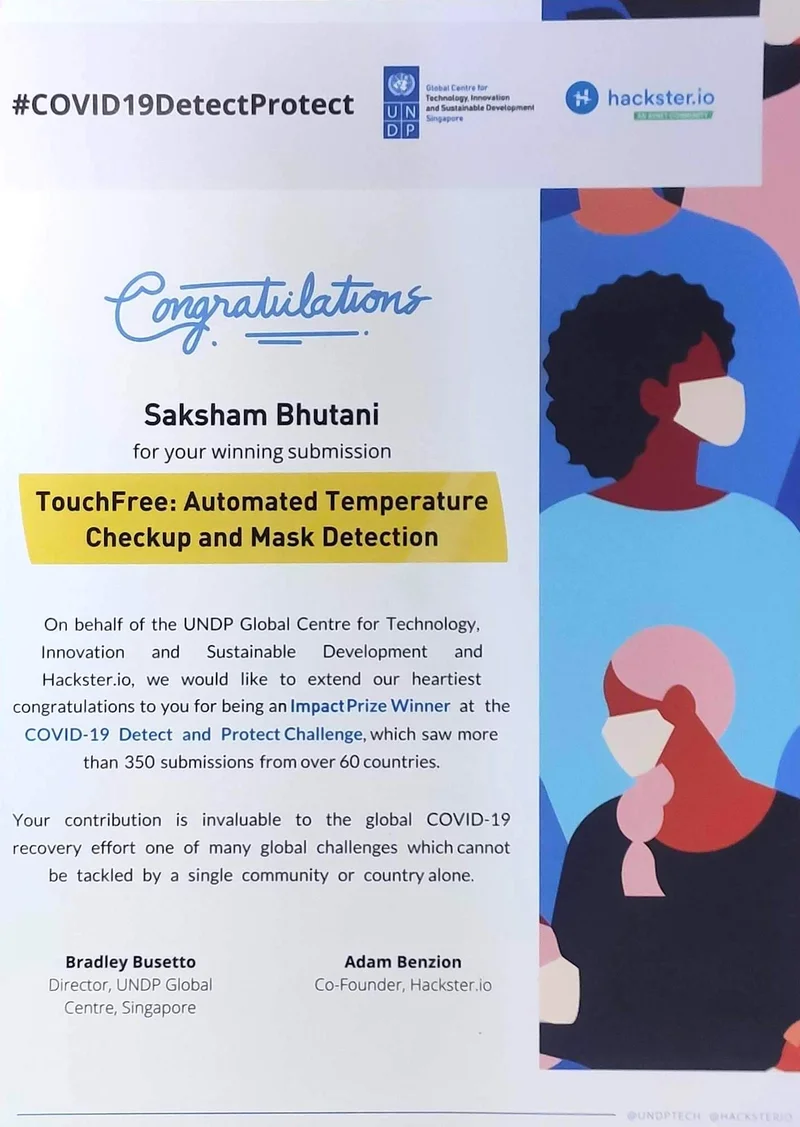 #COVID19DetectProtect
UN
DP
Global Centre for
Technology, Innovation
and Sustainable Development
Singapore
hackster.io
AN AVNET COMMUNITY
Congratulations
Saksham Bhutani
for your winning submission
TouchFree: Automated Temperature
Checkup and Mask Detection
On behalf of the UNDP Global Centre for Technology,
Innovation and Sustainable Development and
Hackster.io, we would like to extend our heartiest
congratulations to you for being an Impact Prize Winner at the
COVID-19 Detect and Protect Challenge, which saw more
than 350 submissions from over 60 countries.
Your contribution is invaluable to the global COVID-19
recovery effort one of many global challenges which cannot
be tackled by a single community or country alone.
Bradley Busetto
Director, UNDP Global
Centre, Singapore
Adam Benzion
Co-Founder, Hackster.io
@UNDPTECH @HACKSTERIO